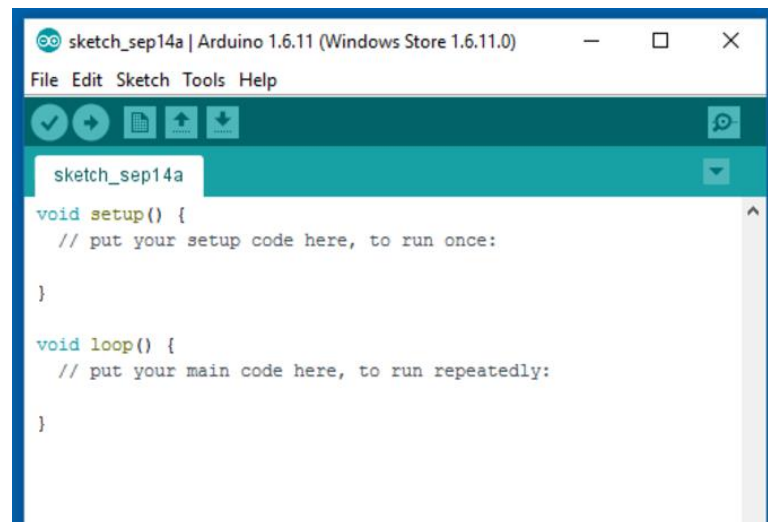 sketch_sep14a | Arduino 1.6.11 (Windows Store 1.6.11.0)
File Edit Sketch Tools Help
sketch_sep14a
void setup() {
  // put your setup code here, to run once:
}
void loop() {
  // put your main code here, to run repeatedly:
}